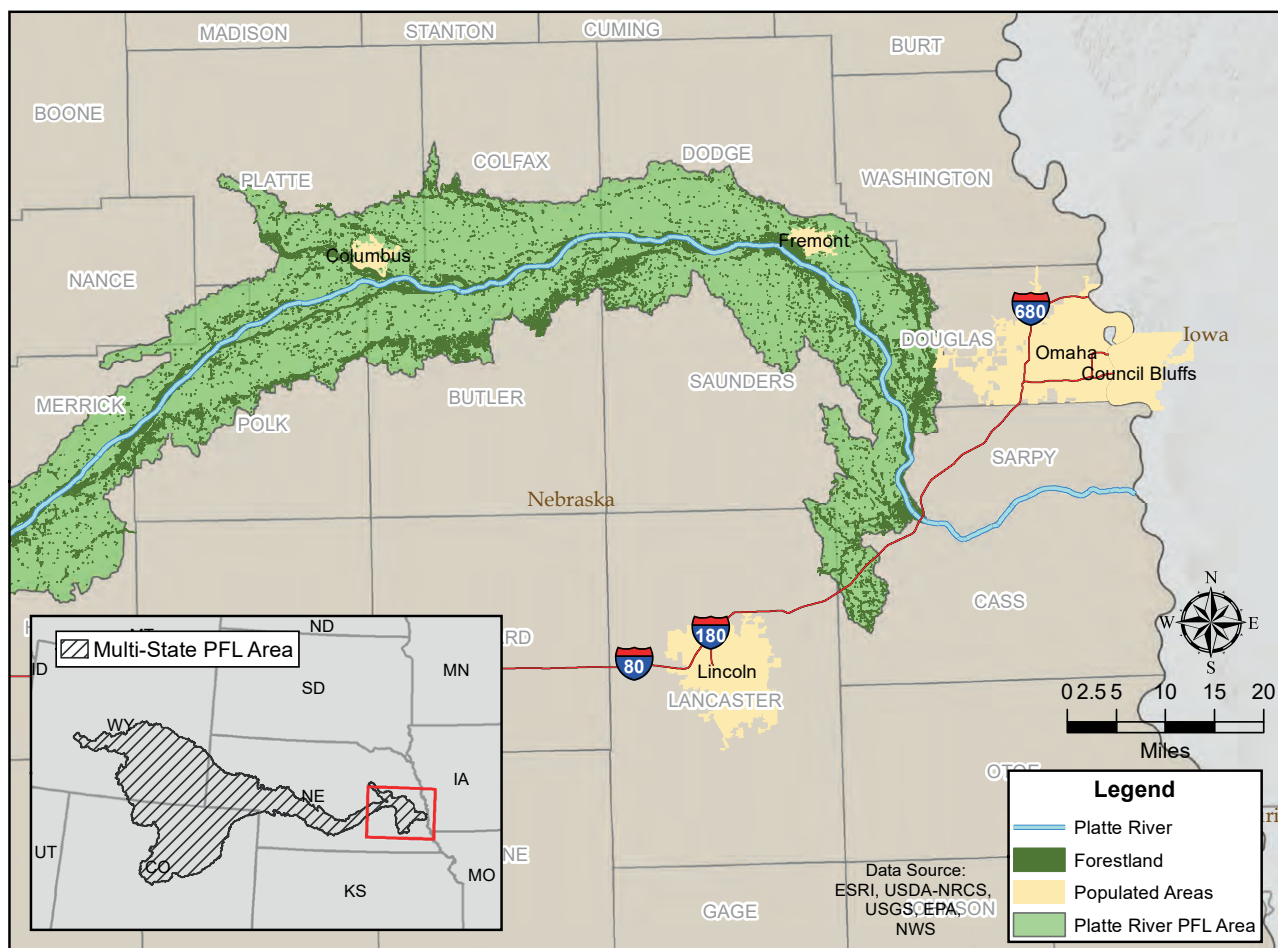 MADISON
STANTON
CUMING
BURT
BOONE
COLFAX
DODGE
PLATTE
WASHINGTON
Columbus
Fremont
NANCE
680
DOUGLAS
Iowa
Omaha
Council Bluffs
SAUNDERS
MERRICK
BUTLER
POLK
SARPY
Nebraska
CASS
N
W
E
S
180
80
Lincoln
LANCASTER
0 2.5 5 10 15 20
Miles
GAGE
Multi-State PFL Area
ND
ID
MN
SD
WY
IA
NE
UT
CO
MO
KS
Data Source:
ESRI, USDA-NRCS,
USGS, EPA,
NWS
Legend
Platte River
Forestland
Populated Areas
Platte River PFL Area